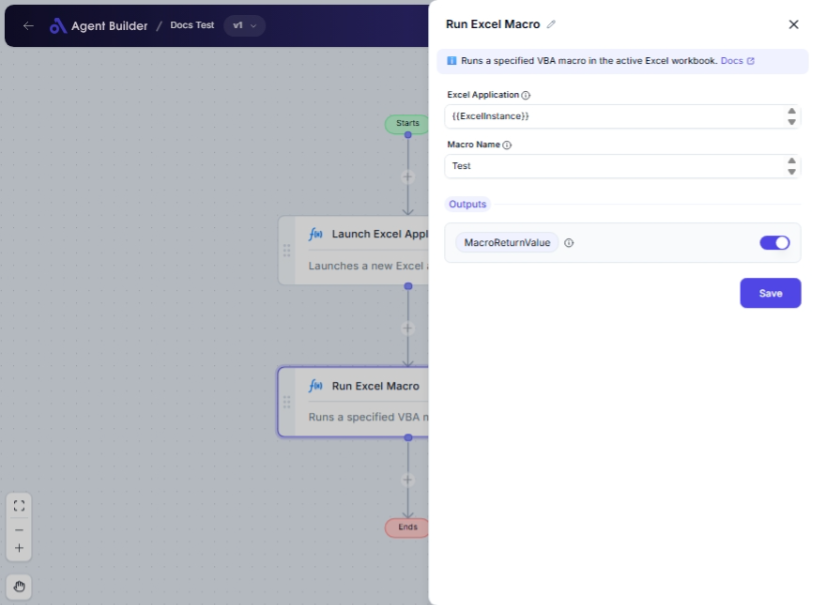 Agent Builder / Docs Test v1
Starts
Launch Excel Appl
Launches a new Excel
Run Excel Macro
Runs a specified VBA
Ends
Run Excel Macro
Runs a specified VBA macro in the active Excel workbook. Docs
Excel Application
{{ExcelInstance}}
Macro Name
Test
Outputs
MacroReturnValue
Save